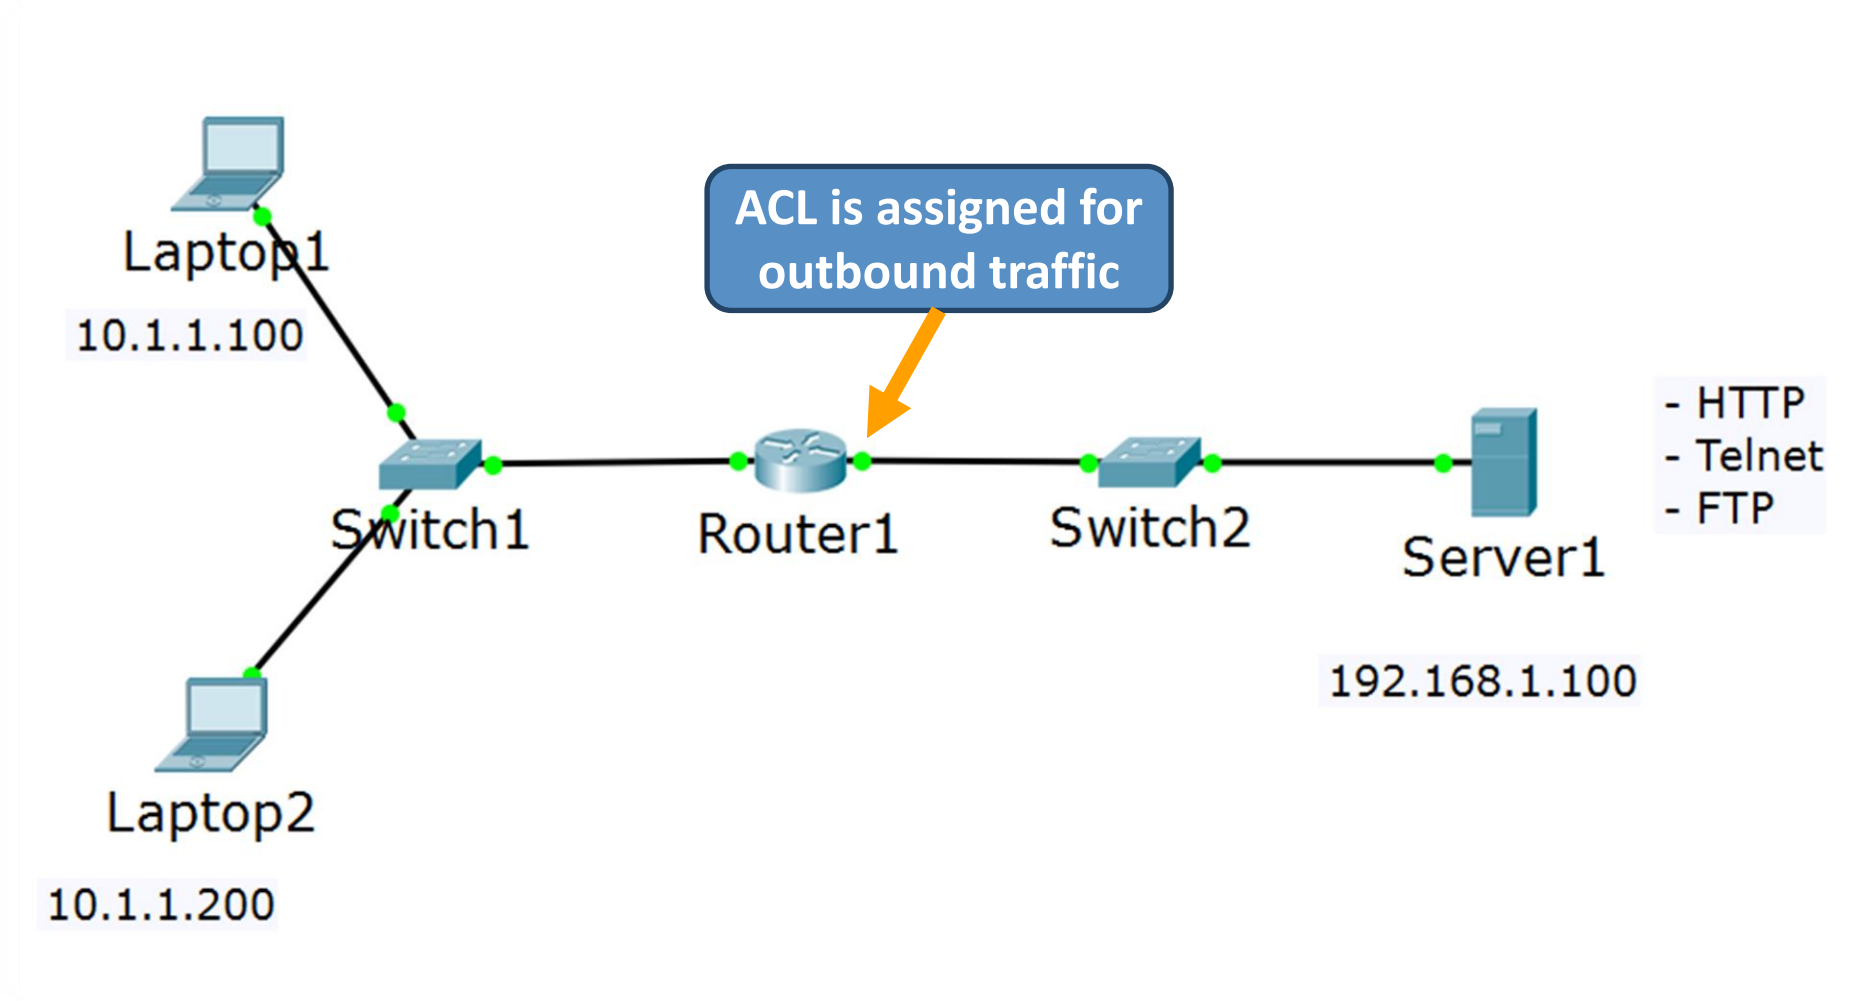 Laptop1
10.1.1.100
ACL is assigned for
outbound traffic
Switch1
Router1
Switch2
Server1
- HTTP
- Telnet
- FTP
192.168.1.100
Laptop2
10.1.1.200